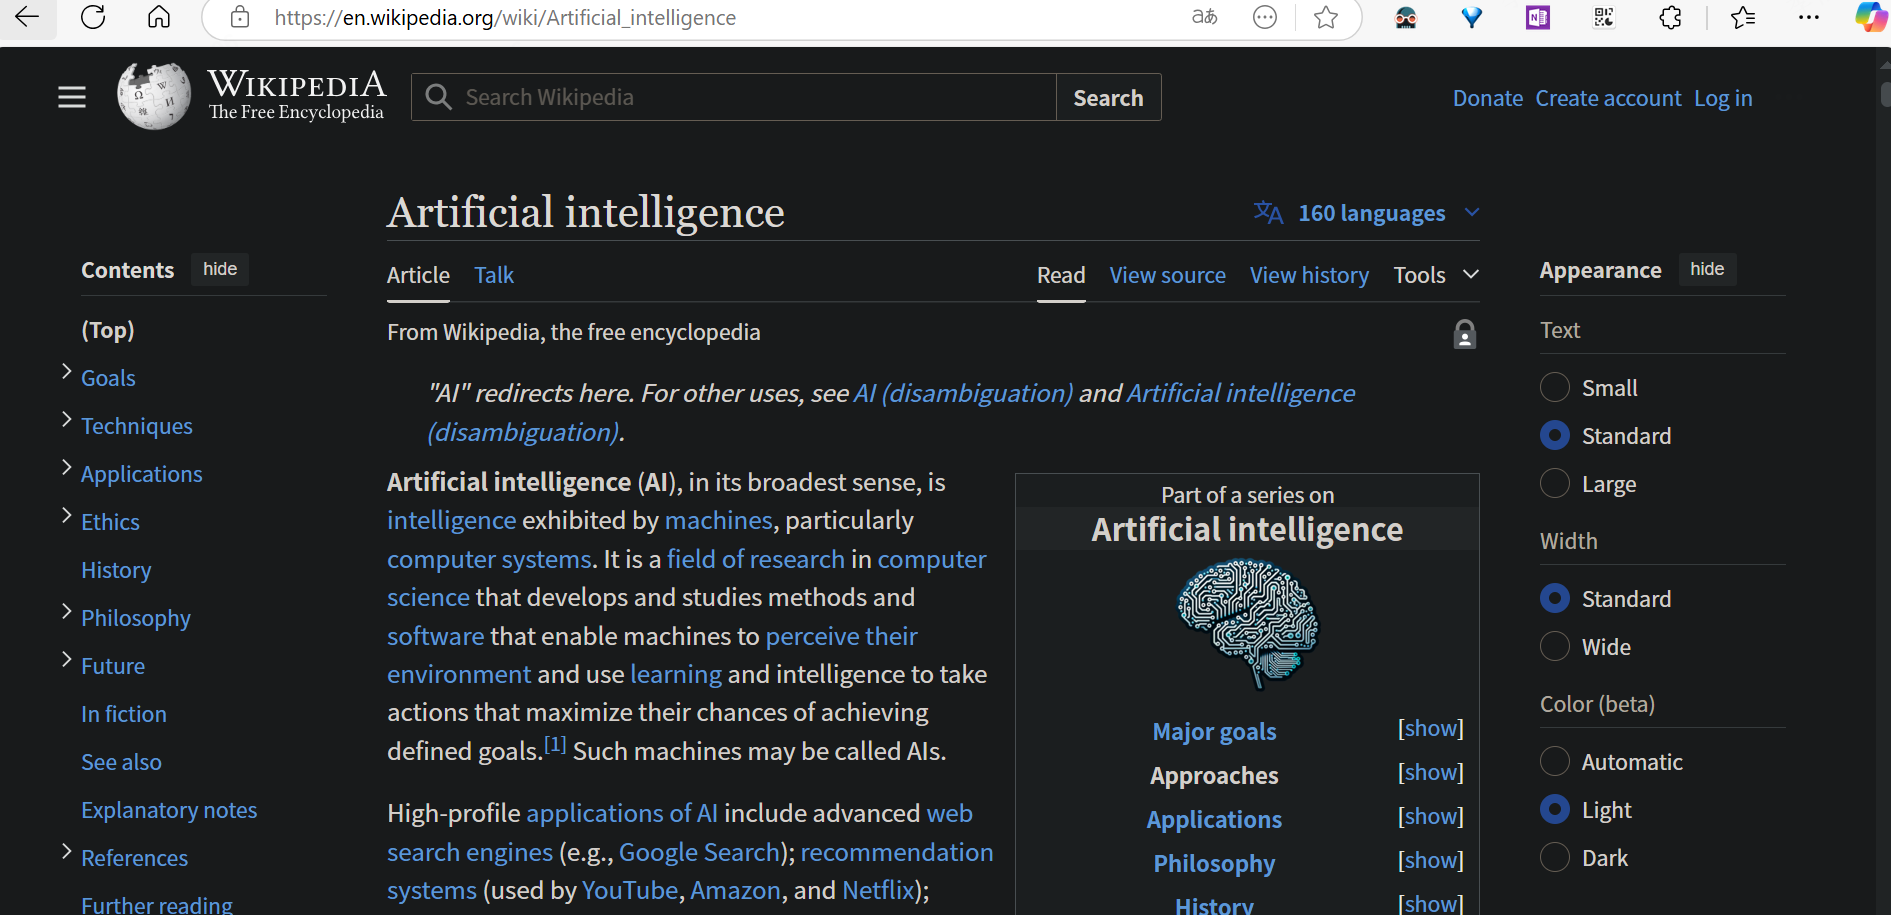 https://en.wikipedia.org/wiki/Artificial_intelligence
WIKIPEDIA
The Free Encyclopedia
Search Wikipedia
Search
Donate Create account Log in
Artificial intelligence
160 languages
Contents hide
(Top)
Goals
Techniques
Applications
Ethics
History
Philosophy
Future
In fiction
See also
Explanatory notes
References
Further reading
Article Talk
Read View source View history Tools
From Wikipedia, the free encyclopedia
"AI" redirects here. For other uses, see AI (disambiguation) and Artificial intelligence
(disambiguation).
Artificial intelligence (AI), in its broadest sense, is
intelligence exhibited by machines, particularly
computer systems. It is a field of research in computer
science that develops and studies methods and
software that enable machines to perceive their
environment and use learning and intelligence to take
actions that maximize their chances of achieving
defined goals.[1] Such machines may be called AIs.
High-profile applications of AI include advanced web
search engines (e.g., Google Search); recommendation
systems (used by YouTube, Amazon, and Netflix);
Part of a series on
Artificial intelligence
Major goals [show]
Approaches [show]
Applications [show]
Philosophy [show]
History [show]
Appearance hide
Text
Small
Standard
Large
Width
Standard
Wide
Color (beta)
Automatic
Light
Dark